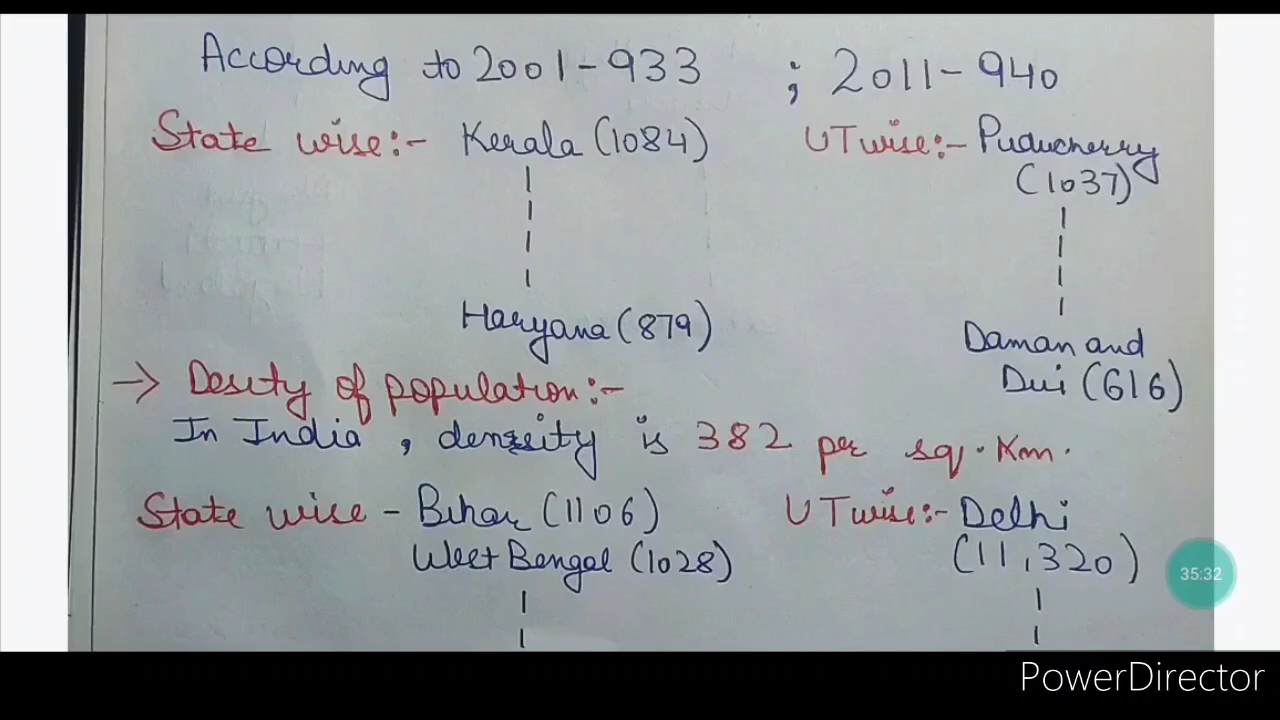 According to 2001-933 ; 2011-940
State wise:- Kerala (1084) UT wise:- Puducherry
(1037)
Haryana (879)
Daman and
Dui (616)
→ Desity of population:-
In India, density is 382 per sq. Km.
State wise - Bihar (1106) UT wise:- Delhi
West Bengal (1028) (11,320)
35:32
PowerDirector